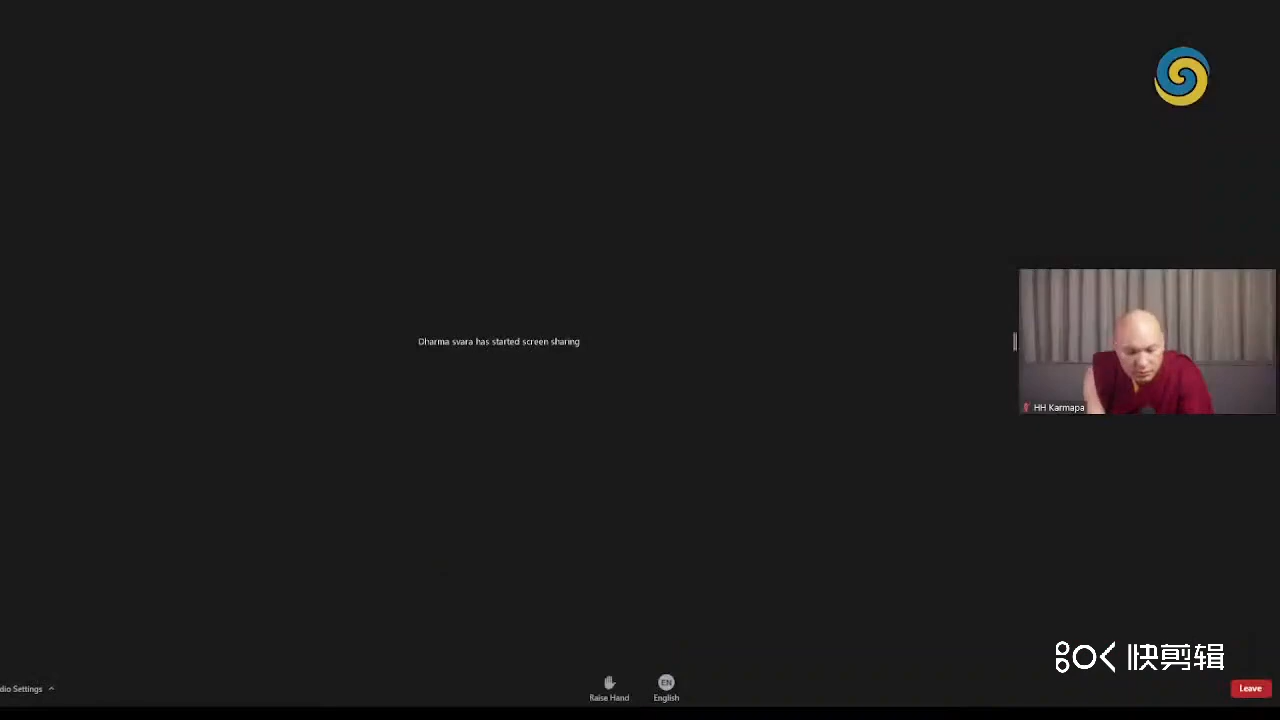 Dharma svara has started screen sharing
HH Karmapa
快剪辑
dio Settings
Raise Hand
EN
English
Leave